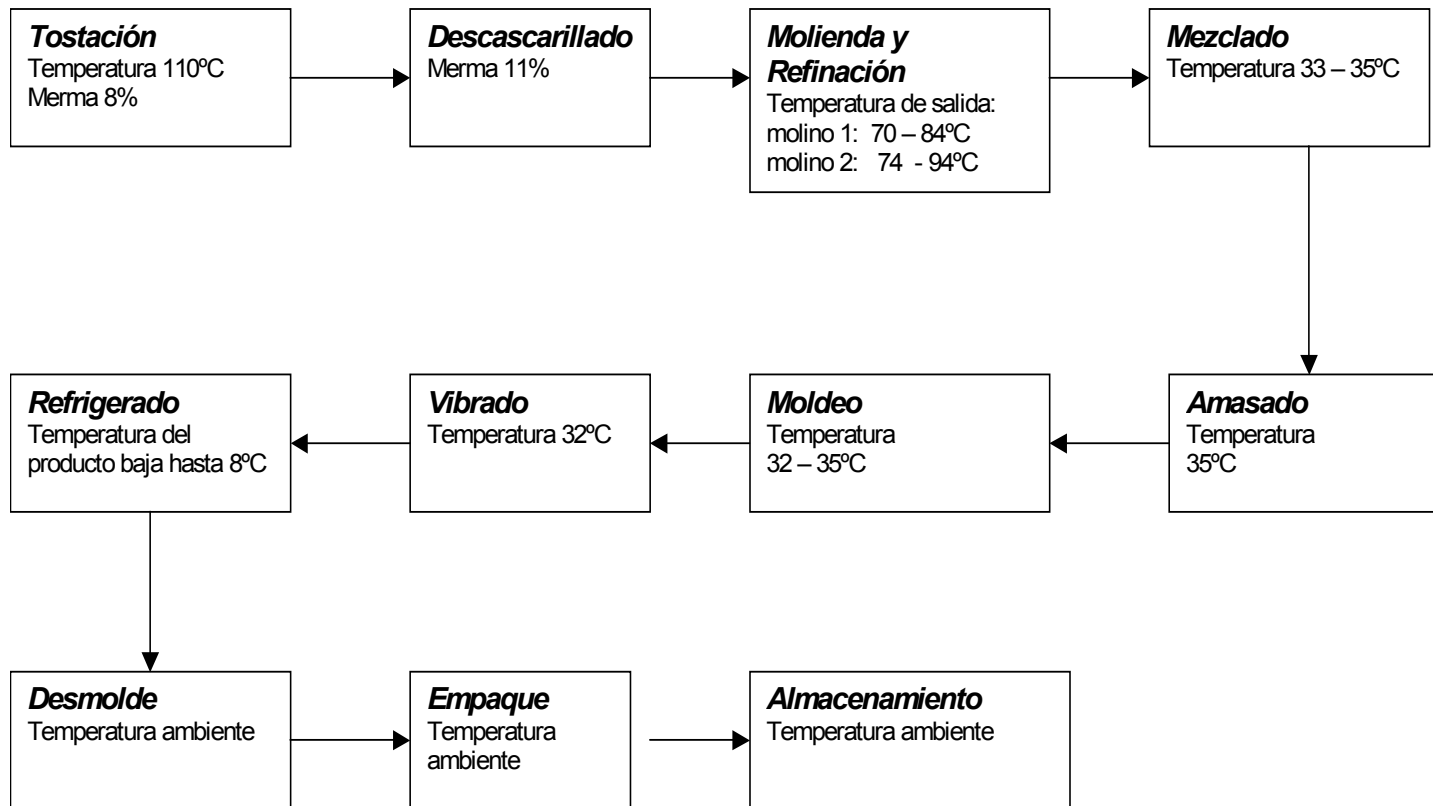 Tostación
Temperatura 110ºC
Merma 8%
Descascarillado
Merma 11%
Molienda y
Refinación
Temperatura de salida:
molino 1:  70 – 84ºC
molino 2:   74  - 94ºC
Mezclado
Temperatura 33 – 35ºC
Refrigerado
Temperatura del
producto baja hasta 8ºC
Vibrado
Temperatura 32ºC
Moldeo
Temperatura
32 – 35ºC
Amasado
Temperatura
35ºC
Desmolde
Temperatura ambiente
Empaque
Temperatura
ambiente
Almacenamiento
Temperatura ambiente